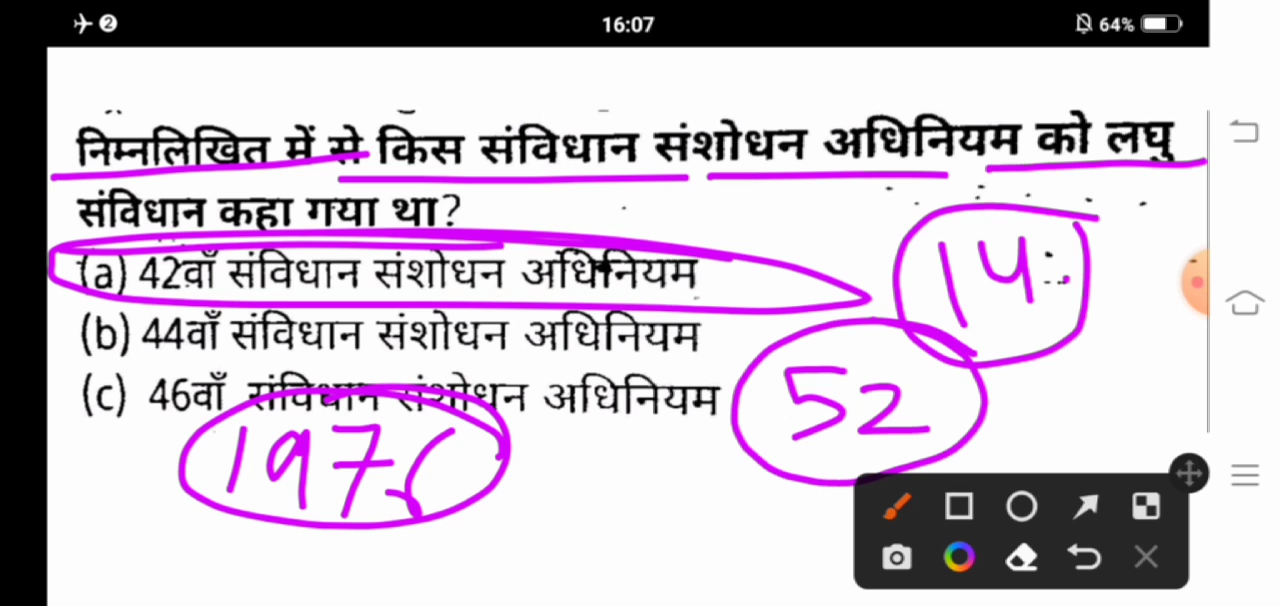 2 16:07 64%
निम्नलिखित में से किस संविधान संशोधन अधिनियम को लघु
संविधान कहा गया था?
(a) 42वाँ संविधान संशोधन अधिनियम
14
(b) 44वाँ संविधान संशोधन अधिनियम
(c) 46वाँ संविधान संशोधन अधिनियम
52
1976